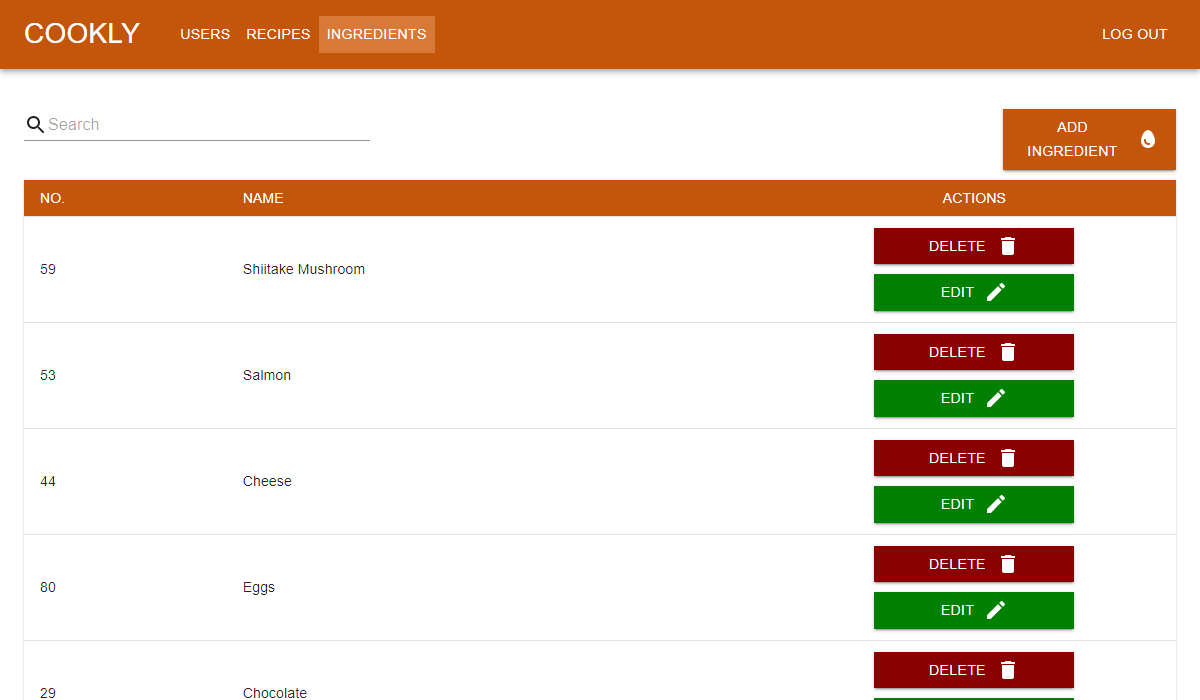 COOKLY USERS RECIPES INGREDIENTS LOG OUT
Search
ADD
INGREDIENT
NO. NAME ACTIONS
59 Shiitake Mushroom
DELETE
EDIT
53 Salmon
DELETE
EDIT
44 Cheese
DELETE
EDIT
80 Eggs
DELETE
EDIT
29 Chocolate
DELETE